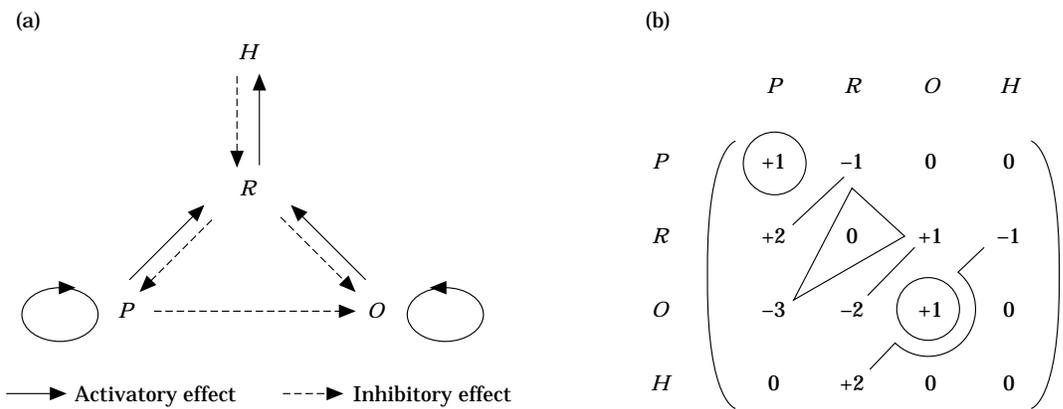 (a)
H
R
P
O
Activatory effect
Inhibitory effect
(b)
P R O H
P +1 –1 0 0
R +2 0 +1 –1
O –3 –2 +1 0
H 0 +2 0 0